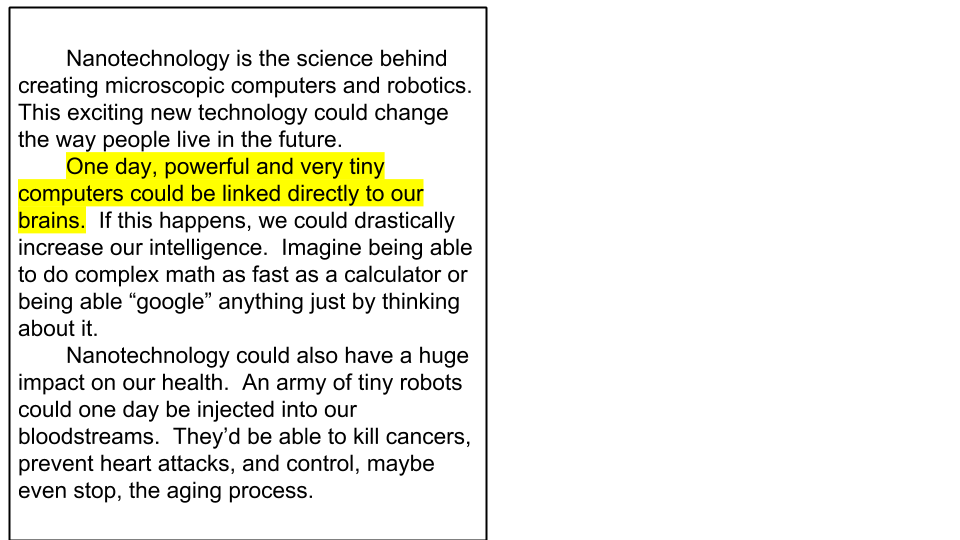 Nanotechnology is the science behind
creating microscopic computers and robotics.
This exciting new technology could change
the way people live in the future.
One day, powerful and very tiny
computers could be linked directly to our
brains.  If this happens, we could drastically
increase our intelligence.  Imagine being able
to do complex math as fast as a calculator or
being able “google” anything just by thinking
about it.
Nanotechnology could also have a huge
impact on our health.  An army of tiny robots
could one day be injected into our
bloodstreams.  They’d be able to kill cancers,
prevent heart attacks, and control, maybe
even stop, the aging process.